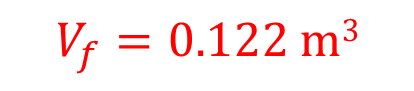 V_f = 0.122 m³